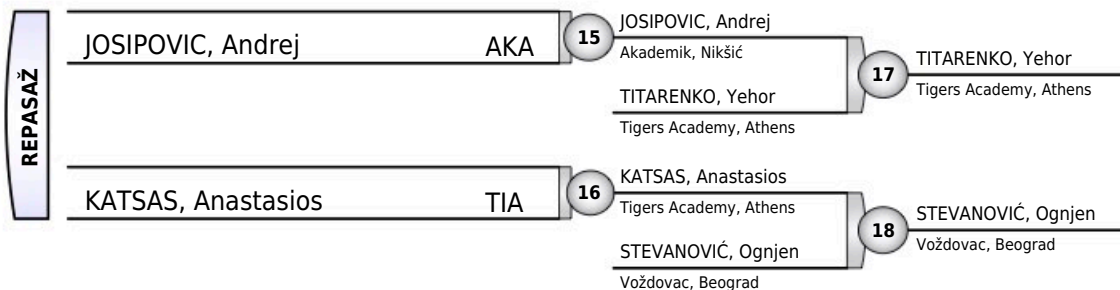 REPASAŽ
JOSIPOVIC, Andrej AKA
15
JOSIPOVIC, Andrej
Akademik, Nikšić
TITARENKO, Yehor
Tigers Academy, Athens
17
TITARENKO, Yehor
Tigers Academy, Athens
KATSAS, Anastasios TIA
16
KATSAS, Anastasios
Tigers Academy, Athens
STEVANOVIĆ, Ognjen
Voždovac, Beograd
18
STEVANOVIĆ, Ognjen
Voždovac, Beograd